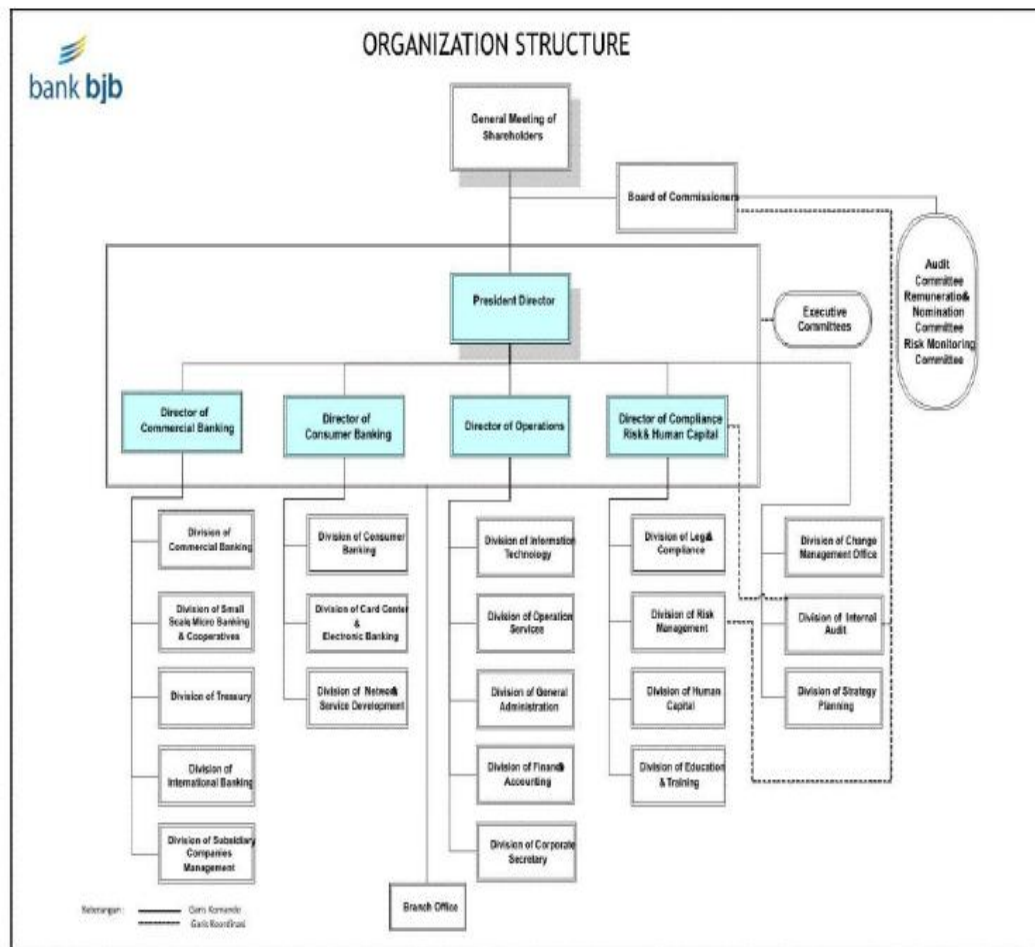 bank bjb
ORGANIZATION STRUCTURE
General Meeting of
Shareholders
Board of Commissioners
Audit
Committee
Remuneration&
Nomination
Committee
Risk Monitoring
Committee
President Director
Executive
Committees
Director of
Commercial Banking
Director of
Consumer Banking
Director of Operations
Director of Compliance
Risk& Human Capital
Division of
Commercial Banking
Division of Small
Scale,Micro Banking
& Cooperatives
Division of Treasury
Division of
International Banking
Division of Subsidiary
Companies
Management
Division of Consumer
Banking
Division of Card Center
&
Electronic Banking
Division of Network&
Service Development
Division of Information
Technology
Division of Operation
Services
Division of General
Administration
Division of Finance&
Accounting
Division of Corporate
Secretary
Division of Legal&
Compliance
Division of Risk
Management
Division of Human
Capital
Division of Education
& Training
Division of Change
Management Office
Division of Internal
Audit
Division of Strategy
Planning
Branch Office
Keterangan : Garis Komando
Garis Koordinasi